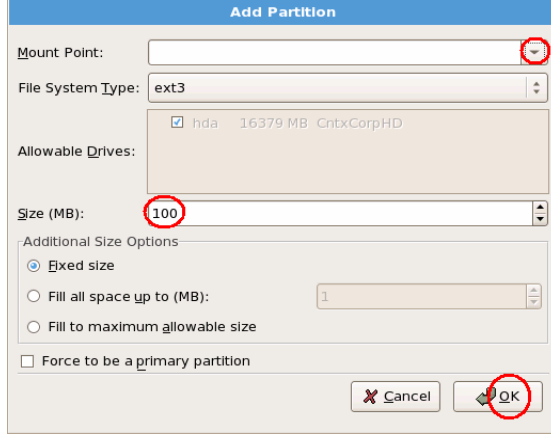 Add Partition
Mount Point:
File System Type: ext3
hda 16379 MB CntxCorpHD
Allowable Drives:
Size (MB): 100
Additional Size Options
Fixed size
Fill all space up to (MB): 1
Fill to maximum allowable size
Force to be a primary partition
Cancel OK